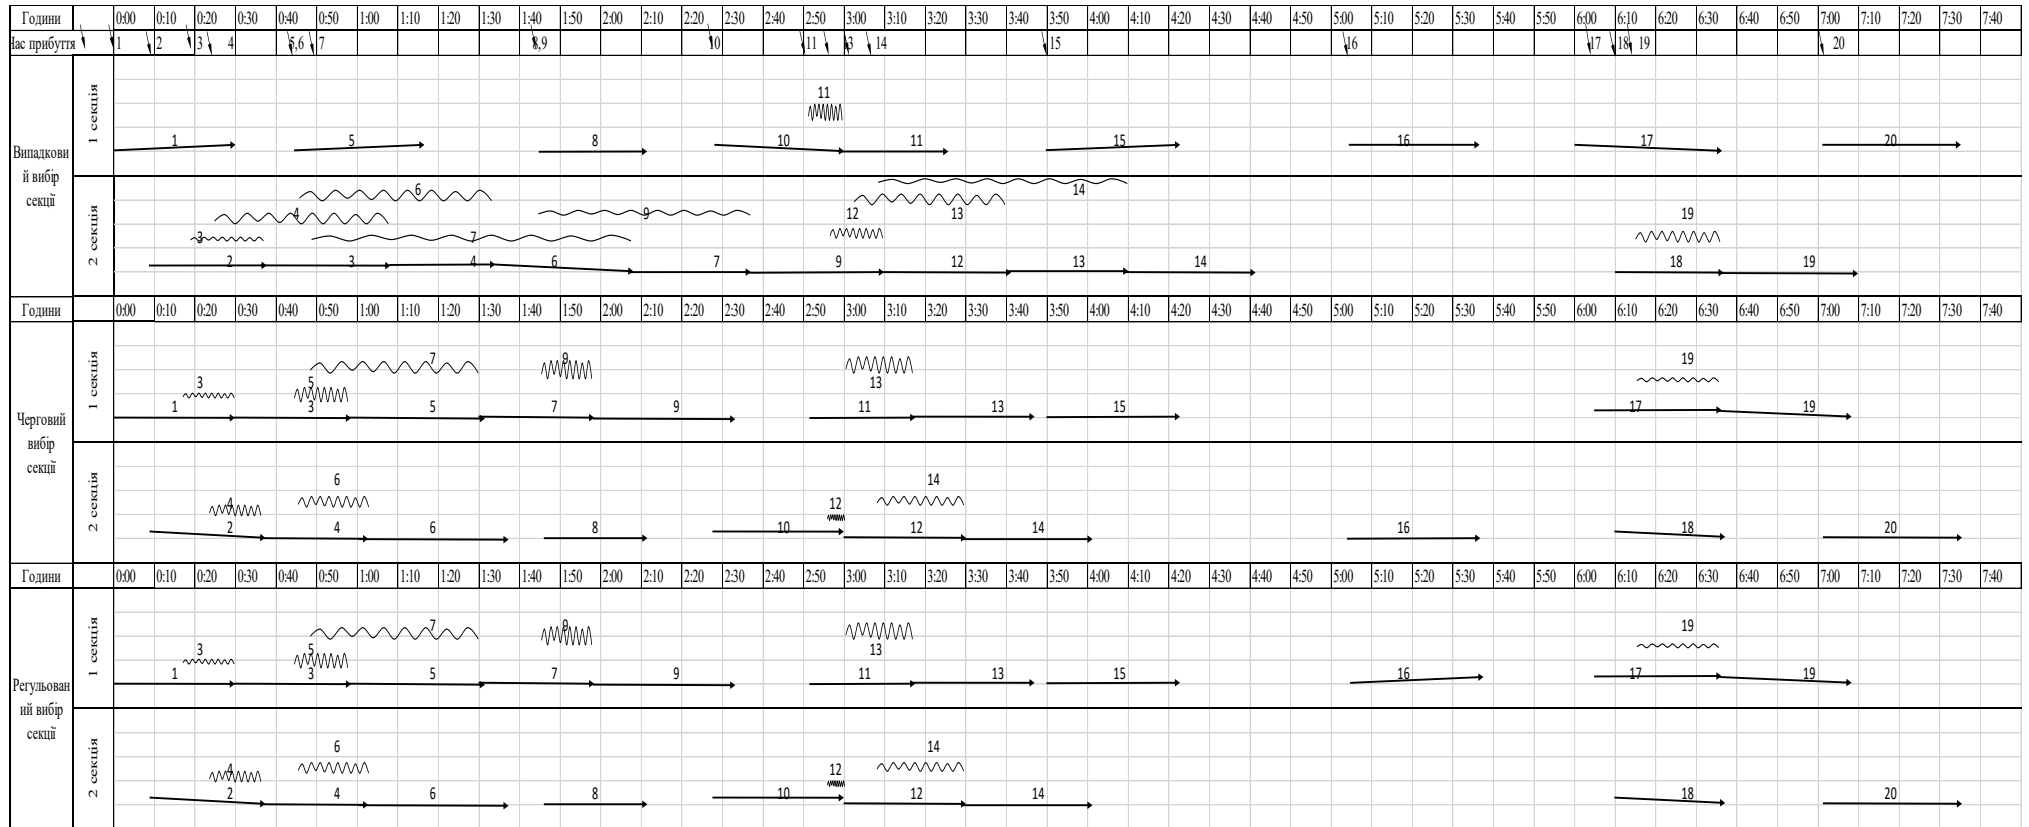 Години 0:00 0:10 0:20 0:30 0:40 0:50 1:00 1:10 1:20 1:30 1:40 1:50 2:00 2:10 2:20 2:30 2:40 2:50 3:00 3:10 3:20 3:30 3:40 3:50 4:00 4:10 4:20 4:30 4:40 4:50 5:00 5:10 5:20 5:30 5:40 5:50 6:00 6:10 6:20 6:30 6:40 6:50 7:00 7:10 7:20 7:30 7:40
Час прибуття 1 2 3 4 5,6 7 8,9 10 11 3 14 15 16 17 18 19 20
Випадкови
й вибір
секції
1 секція
11
1 5 8 10 11 15 16 17 20
2 секція
6 14
4 9 12 13 19
3 7
2 3 4 6 7 9 12 13 14 18 19
Години 0:00 0:10 0:20 0:30 0:40 0:50 1:00 1:10 1:20 1:30 1:40 1:50 2:00 2:10 2:20 2:30 2:40 2:50 3:00 3:10 3:20 3:30 3:40 3:50 4:00 4:10 4:20 4:30 4:40 4:50 5:00 5:10 5:20 5:30 5:40 5:50 6:00 6:10 6:20 6:30 6:40 6:50 7:00 7:10 7:20 7:30 7:40
Черговий
вибір
секції
1 секція
7 9 19
3 5 13
1 3 5 7 9 11 13 15 17 19
2 секція
6 14
4 12
2 4 6 8 10 12 14 16 18 20
Години 0:00 0:10 0:20 0:30 0:40 0:50 1:00 1:10 1:20 1:30 1:40 1:50 2:00 2:10 2:20 2:30 2:40 2:50 3:00 3:10 3:20 3:30 3:40 3:50 4:00 4:10 4:20 4:30 4:40 4:50 5:00 5:10 5:20 5:30 5:40 5:50 6:00 6:10 6:20 6:30 6:40 6:50 7:00 7:10 7:20 7:30 7:40
Регульован
ий вибір
секції
1 секція
7 9 19
3 5 13
1 3 5 7 9 11 13 15 16 17 19
2 секція
6 14
4 12
2 4 6 8 10 12 14 18 20